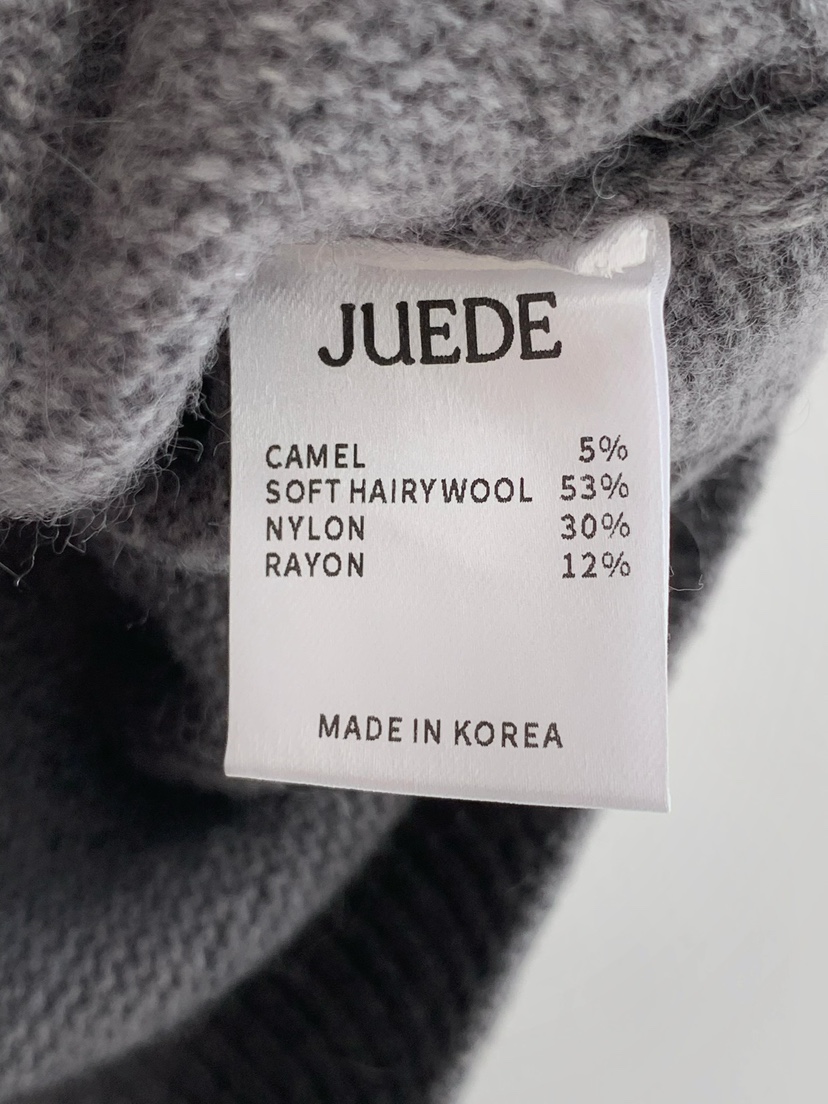 JUEDE
CAMEL 5%
SOFT HAIRYWOOL 53%
NYLON 30%
RAYON 12%
MADE IN KOREA